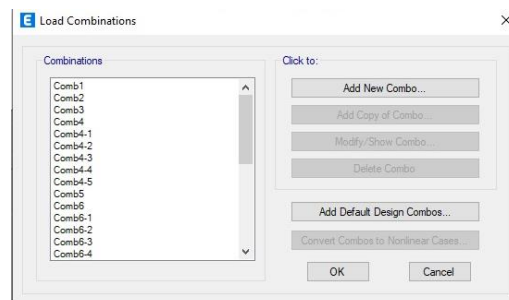 E Load Combinations
Combinations
Comb1
Comb2
Comb3
Comb4
Comb4-1
Comb4-2
Comb4-3
Comb4-4
Comb4-5
Comb5
Comb6
Comb6-1
Comb6-2
Comb6-3
Comb6-4
Click to:
Add New Combo...
Add Copy of Combo...
Modify/Show Combo...
Delete Combo
Add Default Design Combos...
Convert Combos to Nonlinear Cases...
OK
Cancel